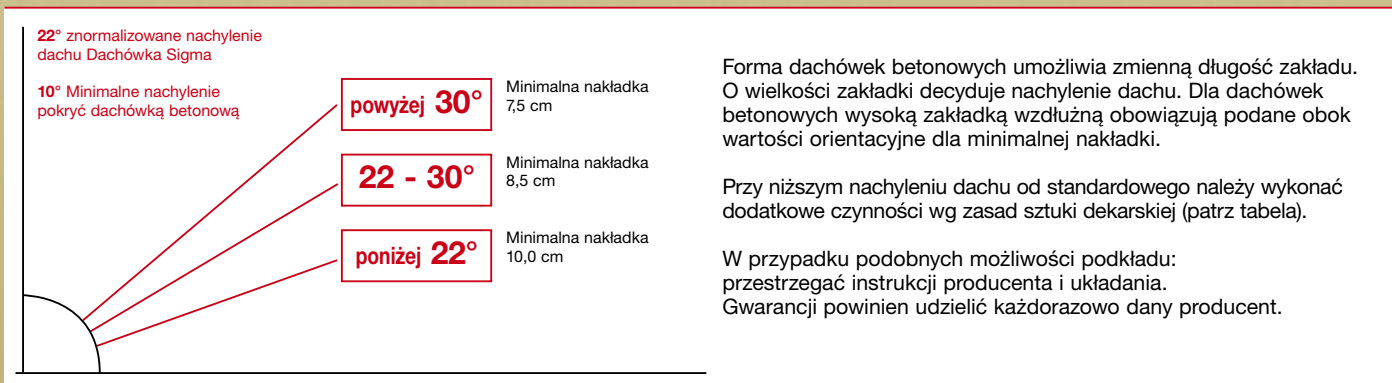 22° znormalizowane nachylenie
dachu Dachówka Sigma
10° Minimalne nachylenie
pokryć dachówką betonową
powyżej 30°
Minimalna nakładka
7,5 cm
22 - 30°
Minimalna nakładka
8,5 cm
poniżej 22°
Minimalna nakładka
10,0 cm
Forma dachówek betonowych umożliwia zmienną długość zakładu.
O wielkości zakładki decyduje nachylenie dachu. Dla dachówek
betonowych wysoką zakładką wzdłużną obowiązują podane obok
wartości orientacyjne dla minimalnej nakładki.
Przy niższym nachyleniu dachu od standardowego należy wykonać
dodatkowe czynności wg zasad sztuki dekarskiej (patrz tabela).
W przypadku podobnych możliwości podkładu:
przestrzegać instrukcji producenta i układania.
Gwarancji powinien udzielić każdorazowo dany producent.